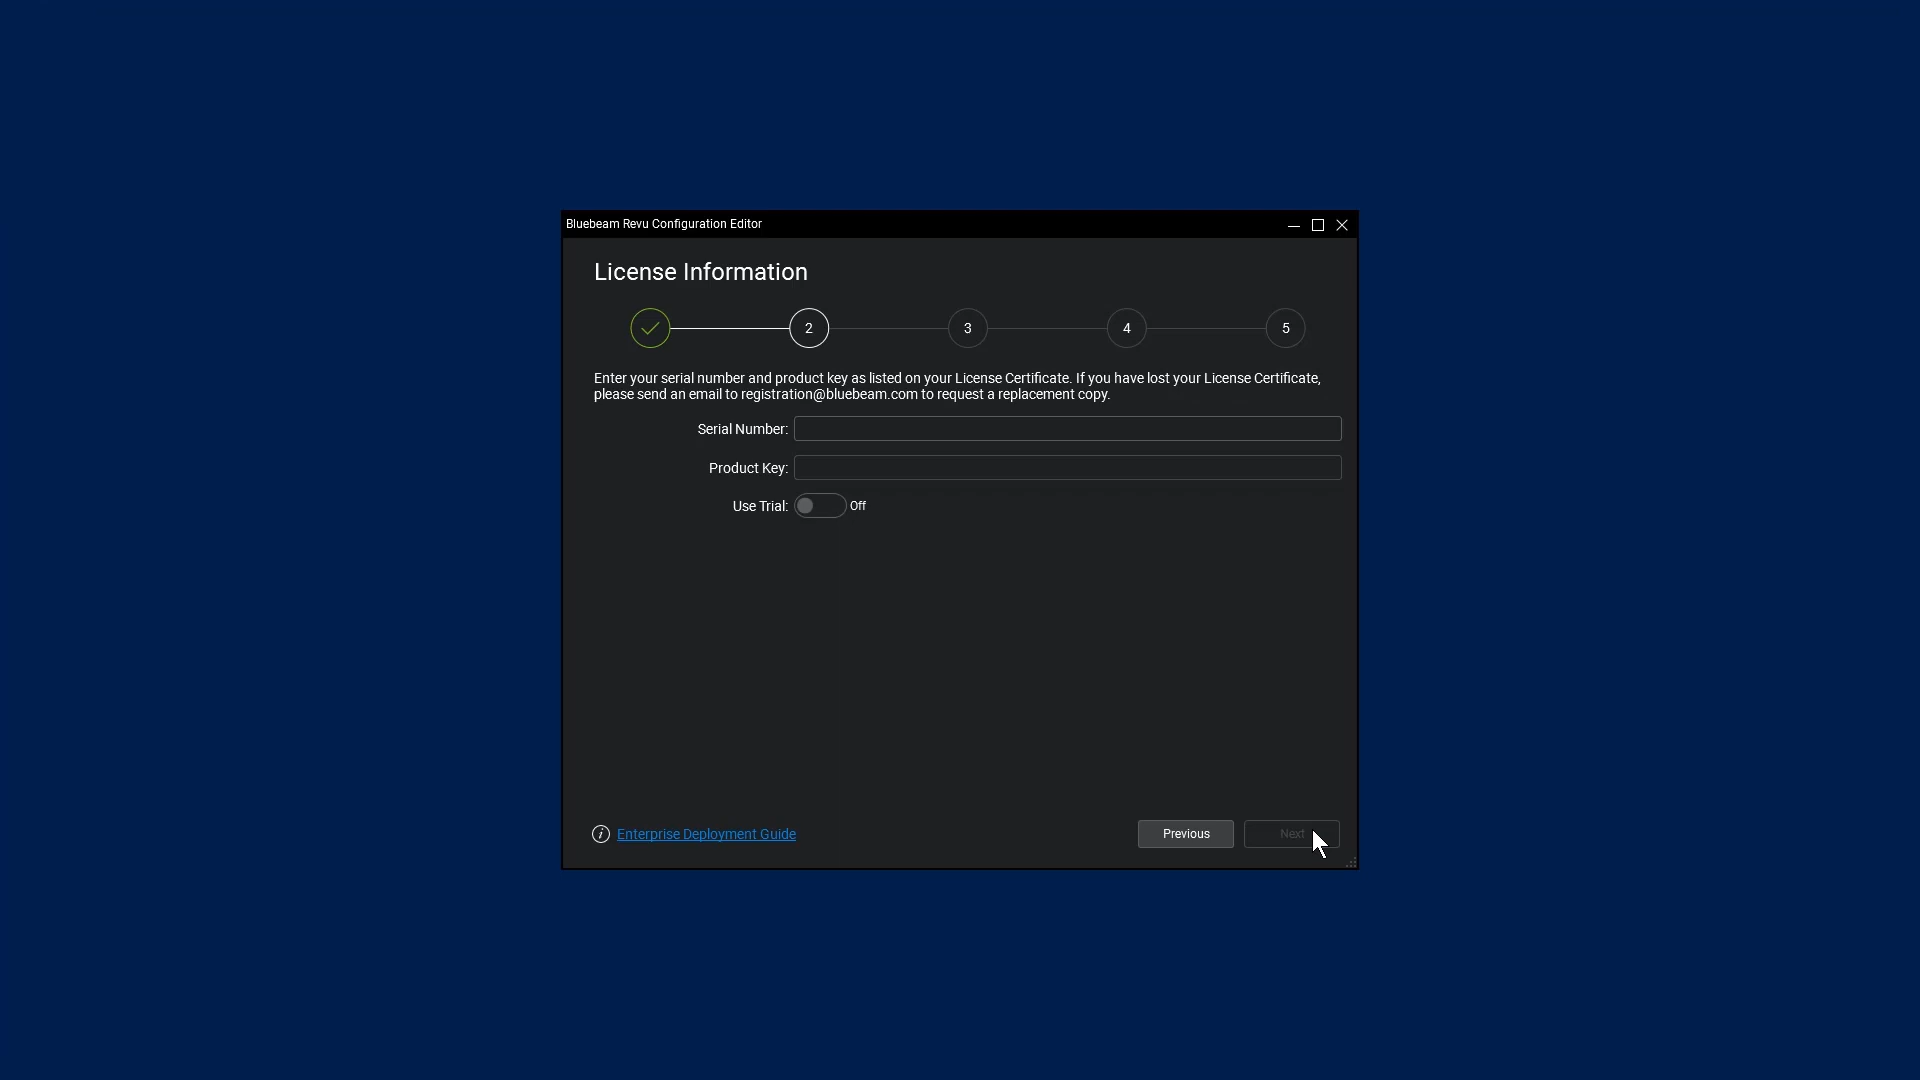 Bluebeam Revu Configuration Editor
License Information
2
3
4
5
Enter your serial number and product key as listed on your License Certificate. If you have lost your License Certificate,
please send an email to registration@bluebeam.com to request a replacement copy.
Serial Number:
Product Key:
Use Trial: Off
Enterprise Deployment Guide
Previous
Next